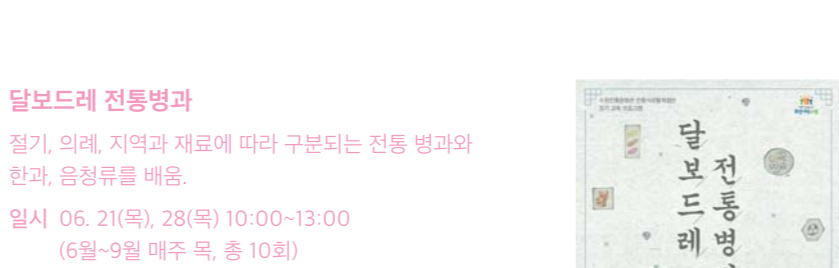 달보드레 전통병과
절기, 의례, 지역과 재료에 따라 구분되는 전통 병과와
한과, 음청류를 배움.
일시 06. 21(목), 28(목) 10:00~13:00
(6월~9월 매주 목, 총 10회)
달보드레
전통병